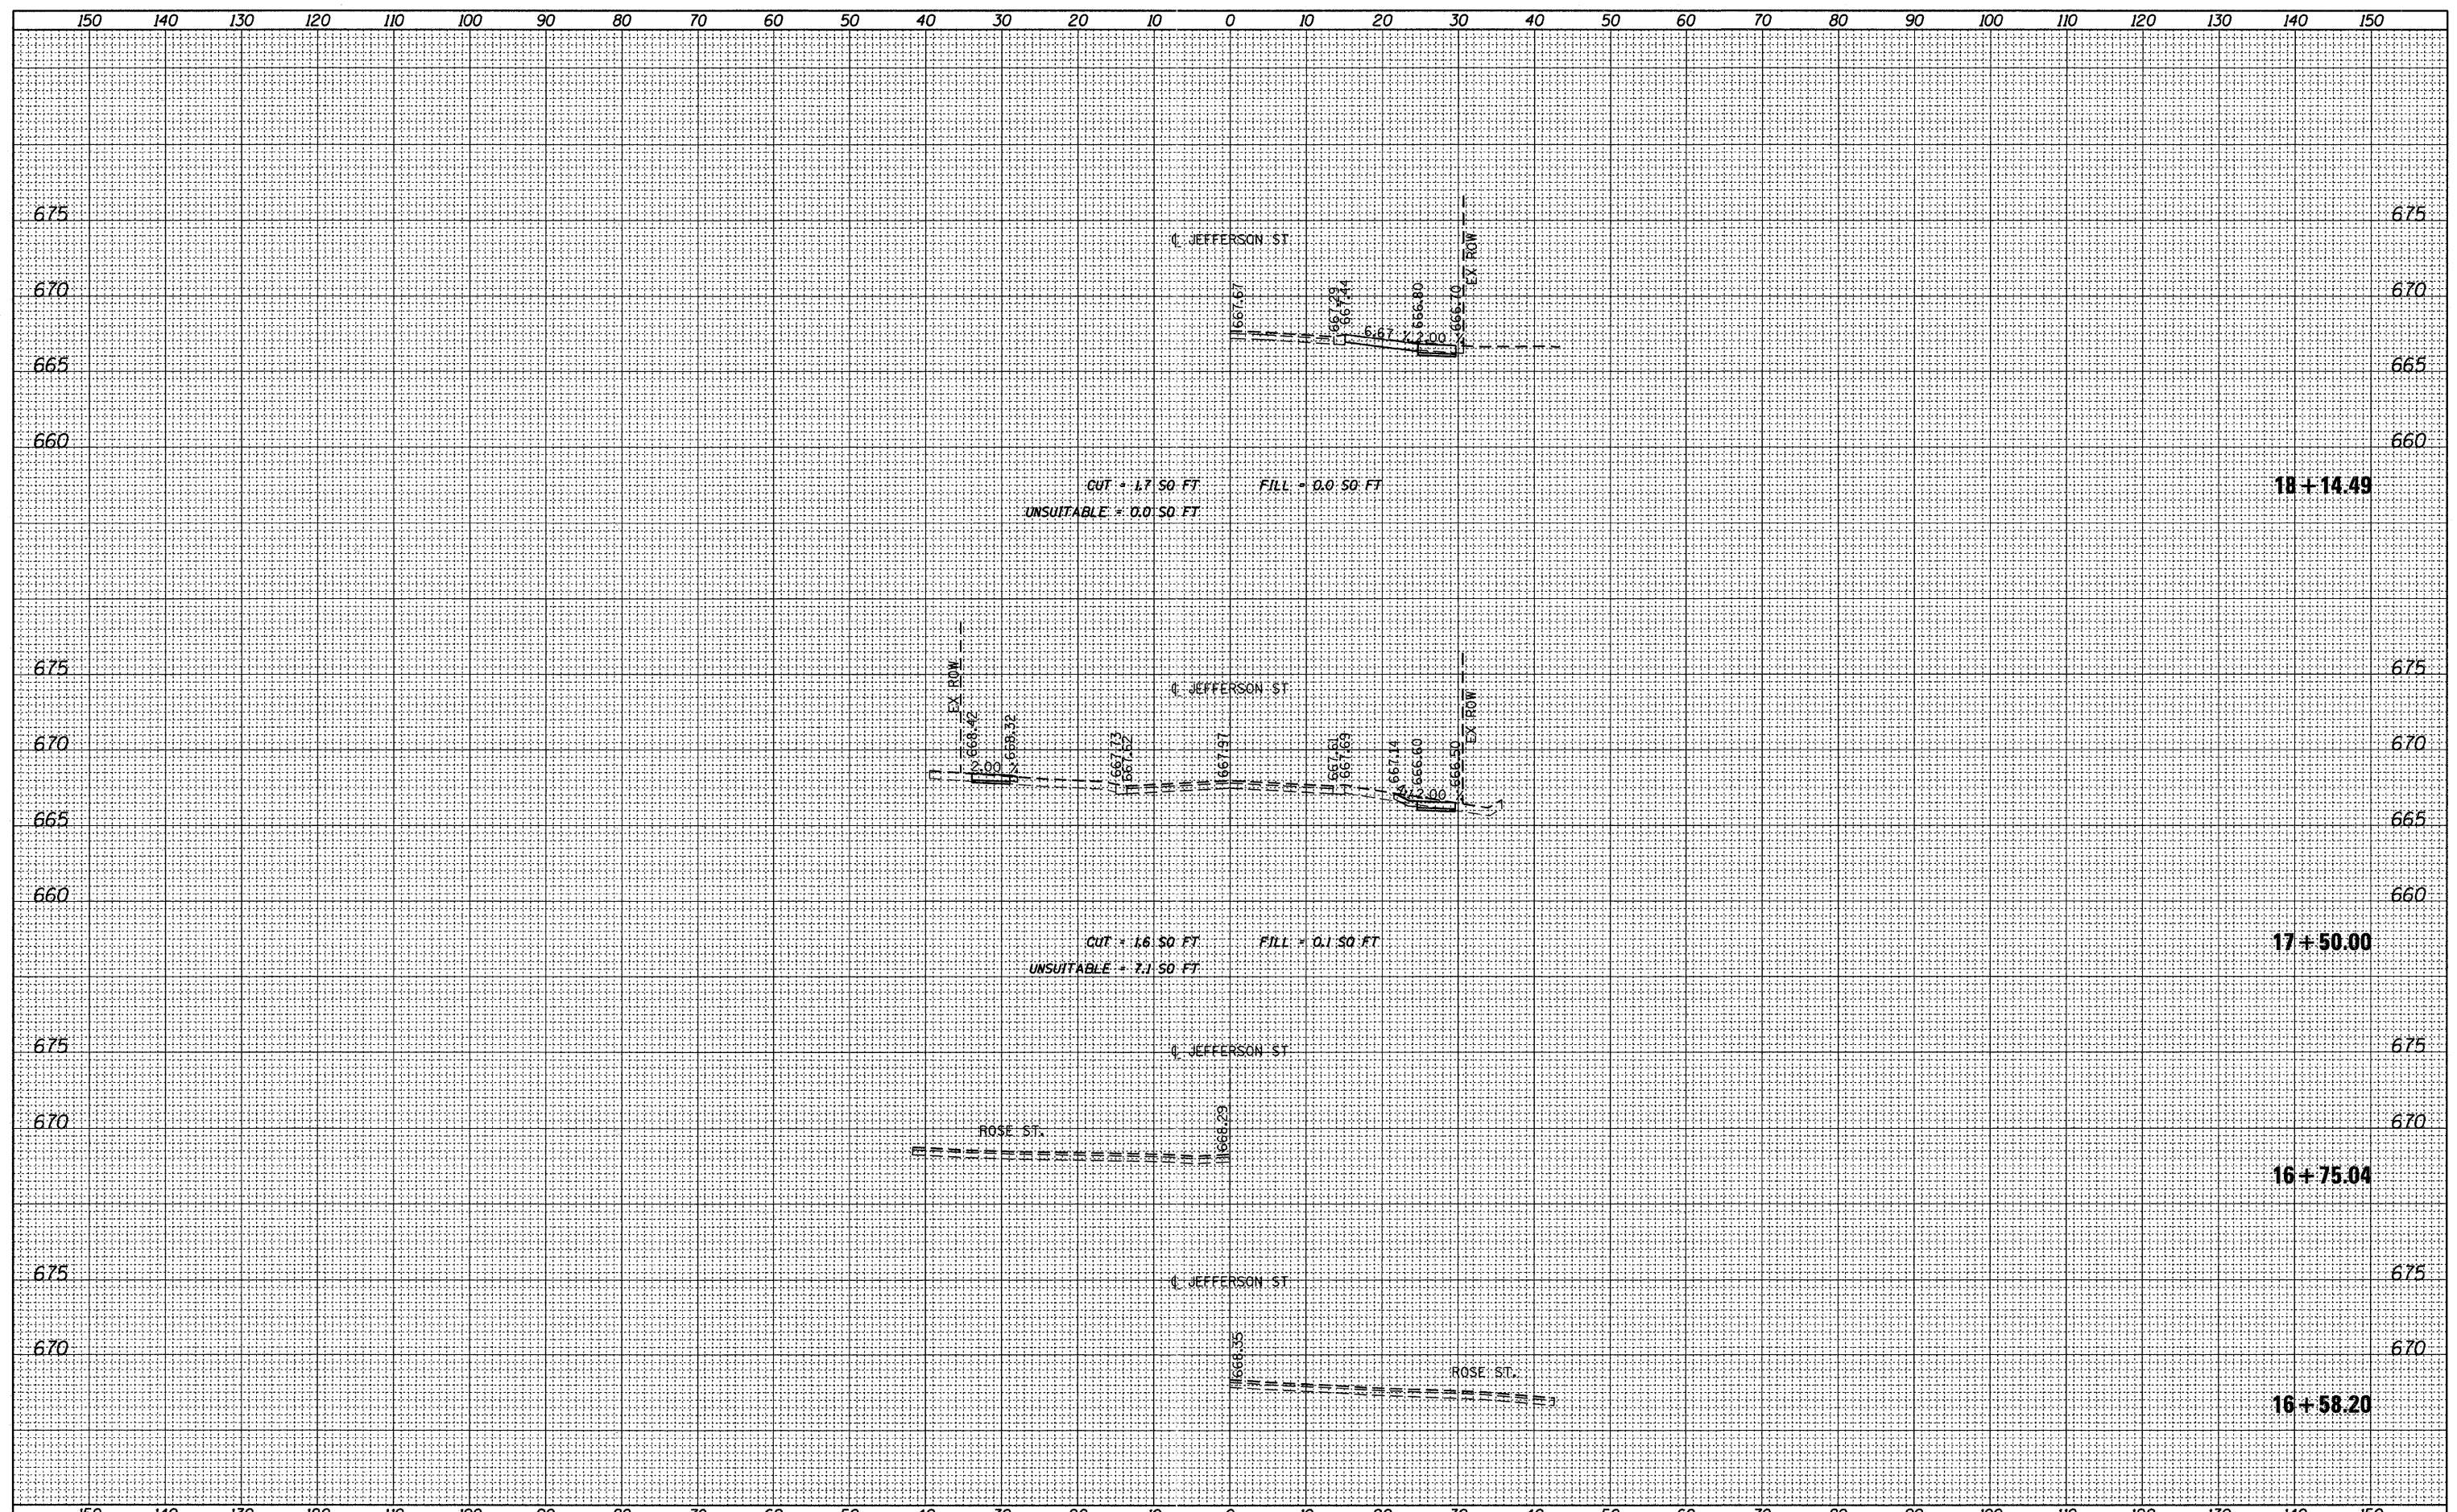 150 140 130 120 110 100 90 80 70 60 50 40 30 20 10 0 10 20 30 40 50 60 70 80 90 100 110 120 130 140 150
675 675
EX ROW
℄ JEFFERSON ST
670 670
667.67 667.29 667.44 666.80 666.70
6.67 % 2.00 %
665 665
660 660
CUT = 1.7 SQ FT FILL = 0.0 SQ FT
18+14.49
UNSUITABLE = 0.0 SQ FT
675 675
EX ROW ℄ JEFFERSON ST EX ROW
670 670
668.42 668.32 667.73 667.62 667.97 667.61 667.69 667.14 666.60 666.50
2.00 %
2.00 %
665 665
660 660
CUT = 1.6 SQ FT FILL = 0.1 SQ FT
17+50.00
UNSUITABLE = 7.1 SQ FT
675 ℄ JEFFERSON ST 675
670 670
ROSE ST. 668.29
16+75.04
675 ℄ JEFFERSON ST 675
670 670
668.35 ROSE ST.
16+58.20